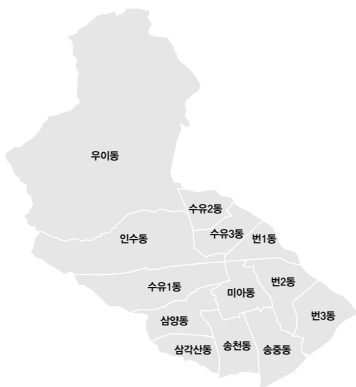 우이동
수유2동
수유3동
번1동
인수동
번2동
수유1동
미아동
번3동
삼양동
삼각산동
송천동
송중동